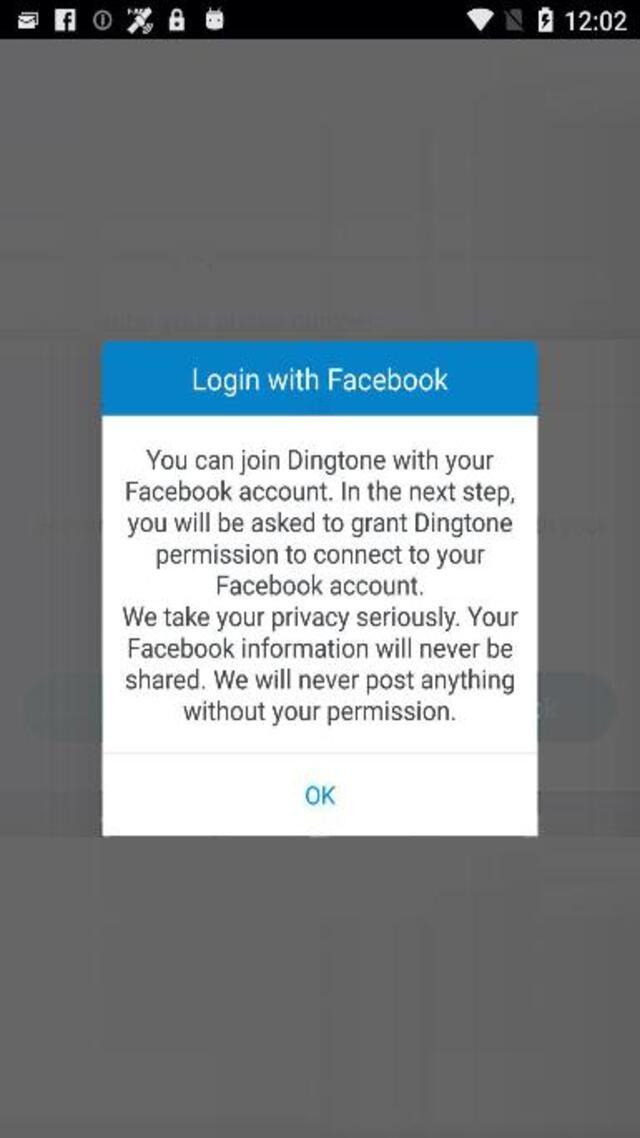 12:02
Login with Facebook
You can join Dingtone with your
Facebook account. In the next step,
you will be asked to grant Dingtone
permission to connect to your
Facebook account.
We take your privacy seriously. Your
Facebook information will never be
shared. We will never post anything
without your permission.
OK